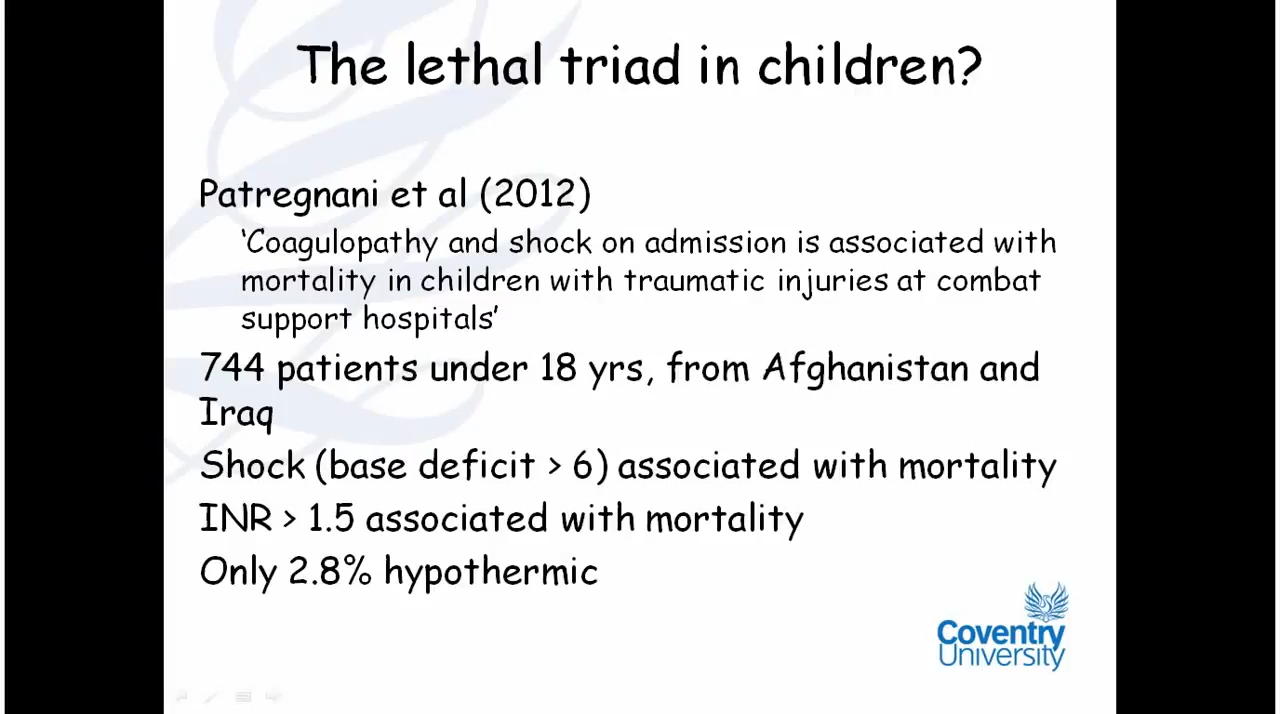 The lethal triad in children?
Patregnani et al (2012)
‘Coagulopathy and shock on admission is associated with
mortality in children with traumatic injuries at combat
support hospitals’
744 patients under 18 yrs, from Afghanistan and
Iraq
Shock (base deficit > 6) associated with mortality
INR > 1.5 associated with mortality
Only 2.8% hypothermic
Coventry
University